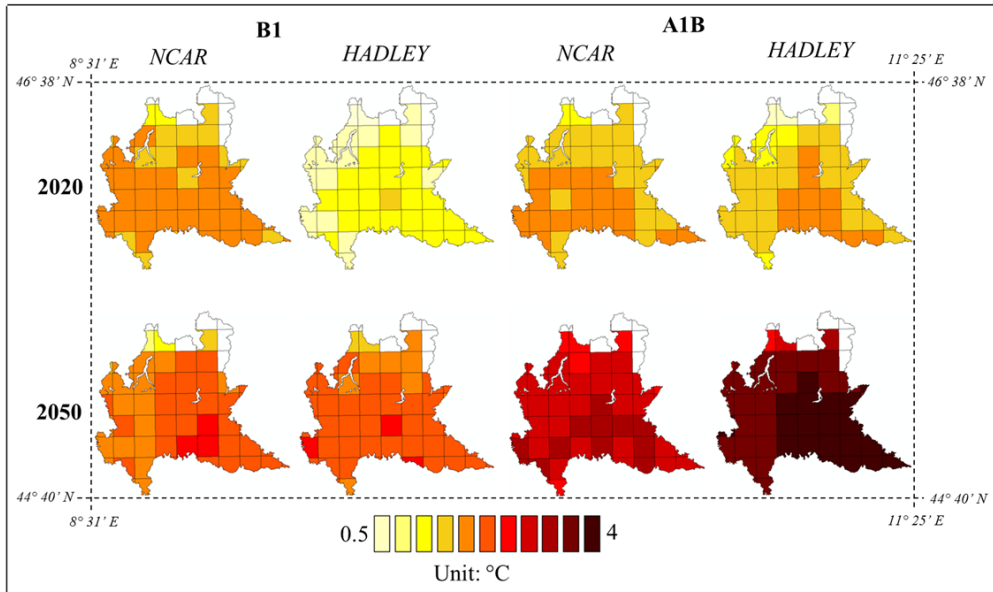 B1 A1B
NCAR HADLEY NCAR HADLEY
8° 31’ E 11° 25’ E
46° 38’ N 46° 38’ N
2020
2050
44° 40’ N 44° 40’ N
8° 31’ E 11° 25’ E
0.5 4
Unit: °C